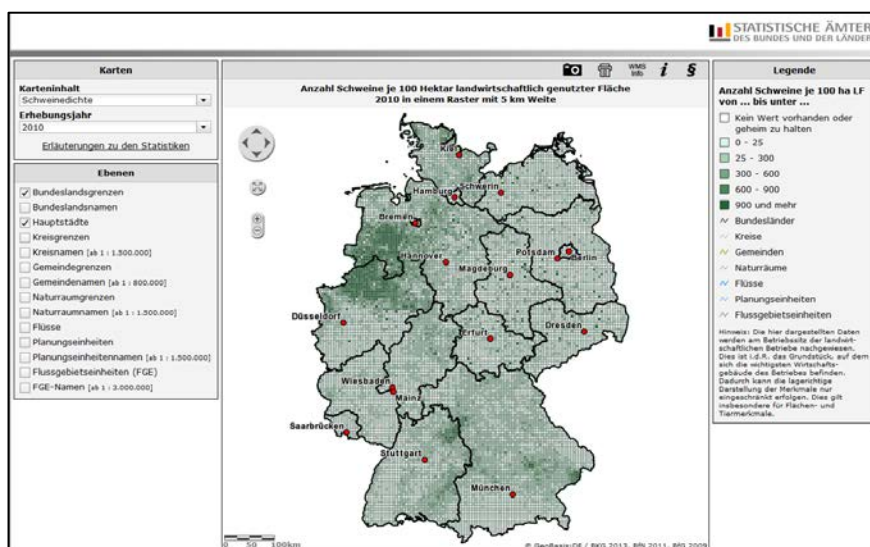 STATISTISCHE ÄMTER
DES BUNDES UND DER LÄNDER
Karten
Karteninhalt
Schweinedichte
Erhebungsjahr
2010
Erläuterungen zu den Statistiken
Ebenen
Bundeslandsgrenzen
Bundeslandsnamen
Hauptstädte
Kreisgrenzen
Kreisnamen [ab 1 : 1.500.000]
Gemeindegrenzen
Gemeindenamen [ab 1 : 800.000]
Naturraumgrenzen
Naturraumnamen [ab 1 : 1.500.000]
Flüsse
Planungseinheiten
Planungseinheitennamen [ab 1 : 1.500.000]
Flussgebietseinheiten (FGE)
FGE-Namen [ab 1 : 3.000.000]
WMS
Info
i
§
Anzahl Schweine je 100 Hektar landwirtschaftlich genutzter Fläche
2010 in einem Raster mit 5 km Weite
Kiel
Schwerin
Hamburg
Bremen
Hannover
Potsdam
Berlin
Magdeburg
Düsseldorf
Erfurt
Dresden
Wiesbaden
Mainz
Saarbrücken
Stuttgart
München
0 50 100km
© GeoBasis-DE / BKG 2013, BfN 2011, BfG 2009
Legende
Anzahl Schweine je 100 ha LF
von ... bis unter ...
Kein Wert vorhanden oder
geheim zu halten
0 - 25
25 - 300
300 - 600
600 - 900
900 und mehr
Bundesländer
Kreise
Gemeinden
Naturräume
Flüsse
Planungseinheiten
Flussgebietseinheiten
Hinweis: Die hier dargestellten Daten
werden am Betriebssitz der landwirt-
schaftlichen Betriebe nachgewiesen.
Dies ist i.d.R. das Grundstück, auf dem
sich die wichtigsten Wirtschafts-
gebäude des Betriebes befinden.
Dadurch kann die lagerichtige
Darstellung der Merkmale nur
eingeschränkt erfolgen. Dies gilt
insbesondere für Flächen- und
Tiermerkmale.